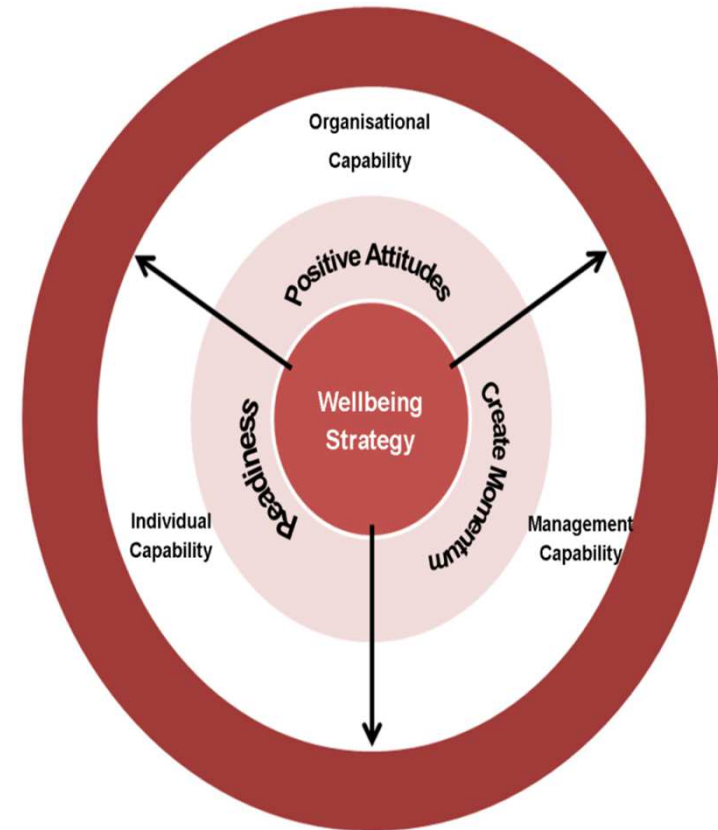 Organisational
Capability
Positive Attitudes
Wellbeing
Strategy
Readiness
Create Momentum
Individual
Capability
Management
Capability